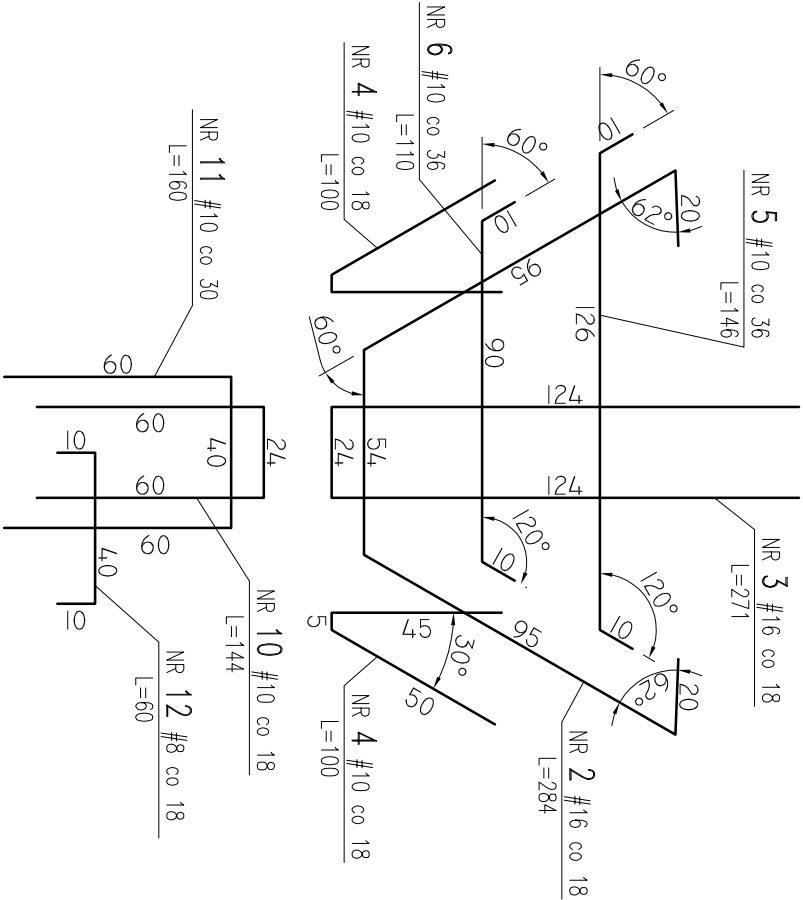 NR 5 #10 co 36
L=146
60°
10
20
62°
126
120°
10
NR 3 #16 co 18
L=271
124
124
24
NR 6 #10 co 36
L=110
60°
10
90
120°
10
NR 4 #10 co 18
L=100
95
60°
54
95
20
62°
NR 2 #16 co 18
L=284
5
45
30°
50
NR 4 #10 co 18
L=100
NR 11 #10 co 30
L=160
60
40
60
60
24
60
NR 10 #10 co 18
L=144
10
40
10
NR 12 #8 co 18
L=60